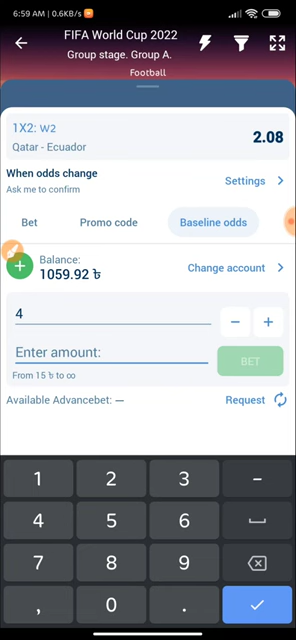 6:59 AM | 0.6KB/s
FIFA World Cup 2022
Group stage. Group A.
Football
1X2: W2
2.08
Qatar - Ecuador
When odds change
Ask me to confirm
Settings
Bet
Promo code
Baseline odds
Balance:
1059.92 ৳
Change account
4
Enter amount:
BET
From 15 ৳ to ∞
Available Advancebet: —
Request
1 2 3 -
4 5 6
7 8 9
, 0 .